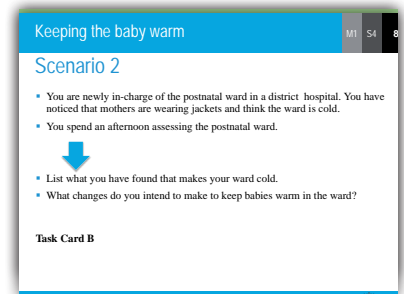 Keeping the baby warm
M1 S4 8
Scenario 2
▪ You are newly in-charge of the postnatal ward in a district hospital. You have
noticed that mothers are wearing jackets and think the ward is cold.
▪ You spend an afternoon assessing the postnatal ward.
▪ List what you have found that makes your ward cold.
▪ What changes do you intend to make to keep babies warm in the ward?
Task Card B